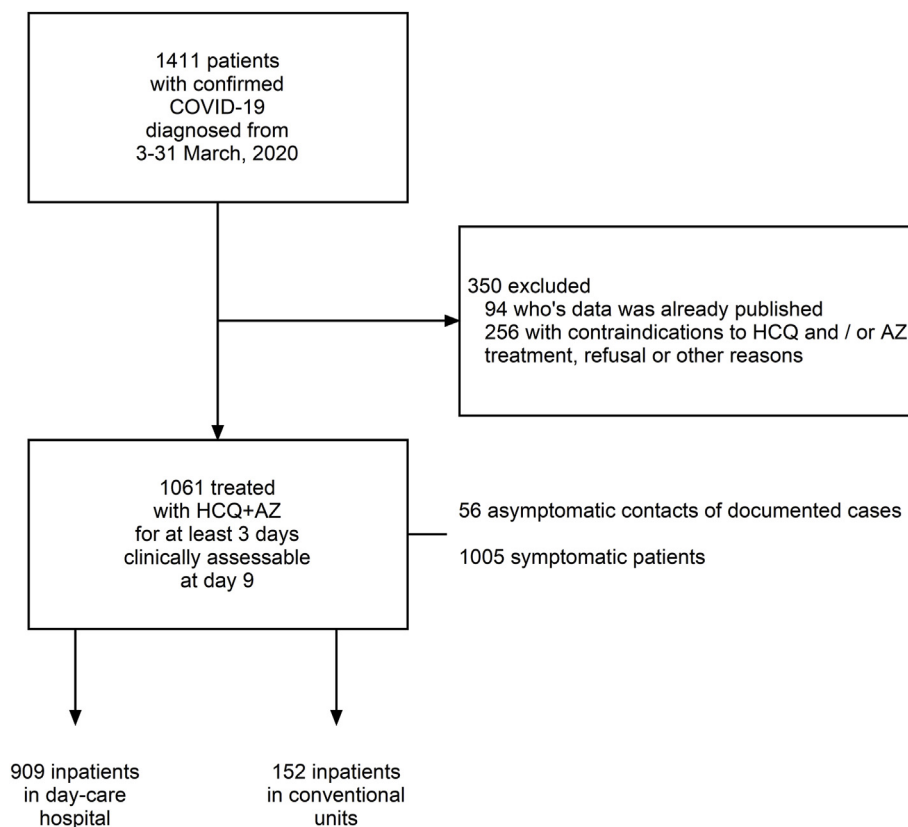 1411 patients
with confirmed
COVID-19
diagnosed from
3-31 March, 2020
350 excluded
94 who's data was already published
256 with contraindications to HCQ and / or AZ
treatment, refusal or other reasons
1061 treated
with HCQ+AZ
for at least 3 days
clinically assessable
at day 9
56 asymptomatic contacts of documented cases
1005 symptomatic patients
909 inpatients
in day-care
hospital
152 inpatients
in conventional
units